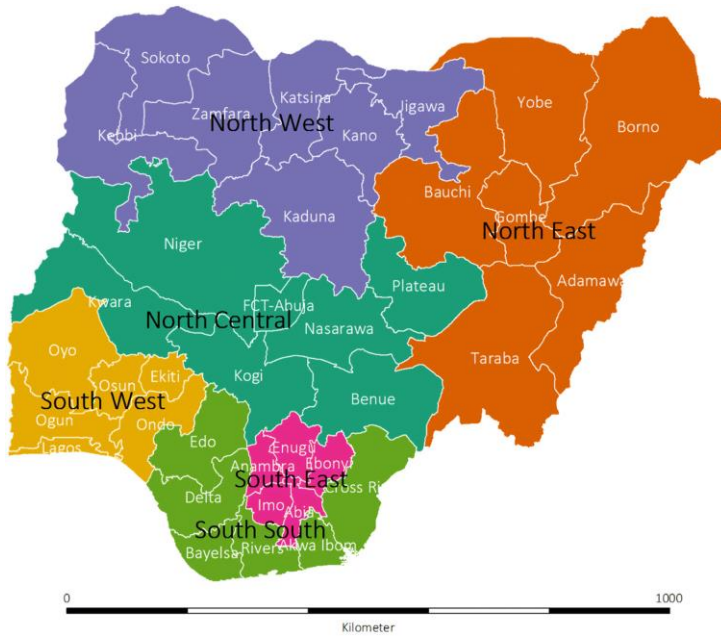 Sokoto
Katsina
Zamfara
Jigawa
Yobe
Borno
North West
Kebbi
Kano
Bauchi
Kaduna
Gombe
North East
Niger
Adamawa
Plateau
Kwara
FCT-Abuja
North Central
Nasarawa
Oyo
Taraba
Ekiti
Kogi
Osun
Benue
South West
Ogun
Ondo
Edo
Enugu
Lagos
Anambra
Ebonyi
South East
Cross Ri
Delta
Imo
Abia
South South
Bayelsa
Rivers
Akwa Ibom
0
1000
Kilometer